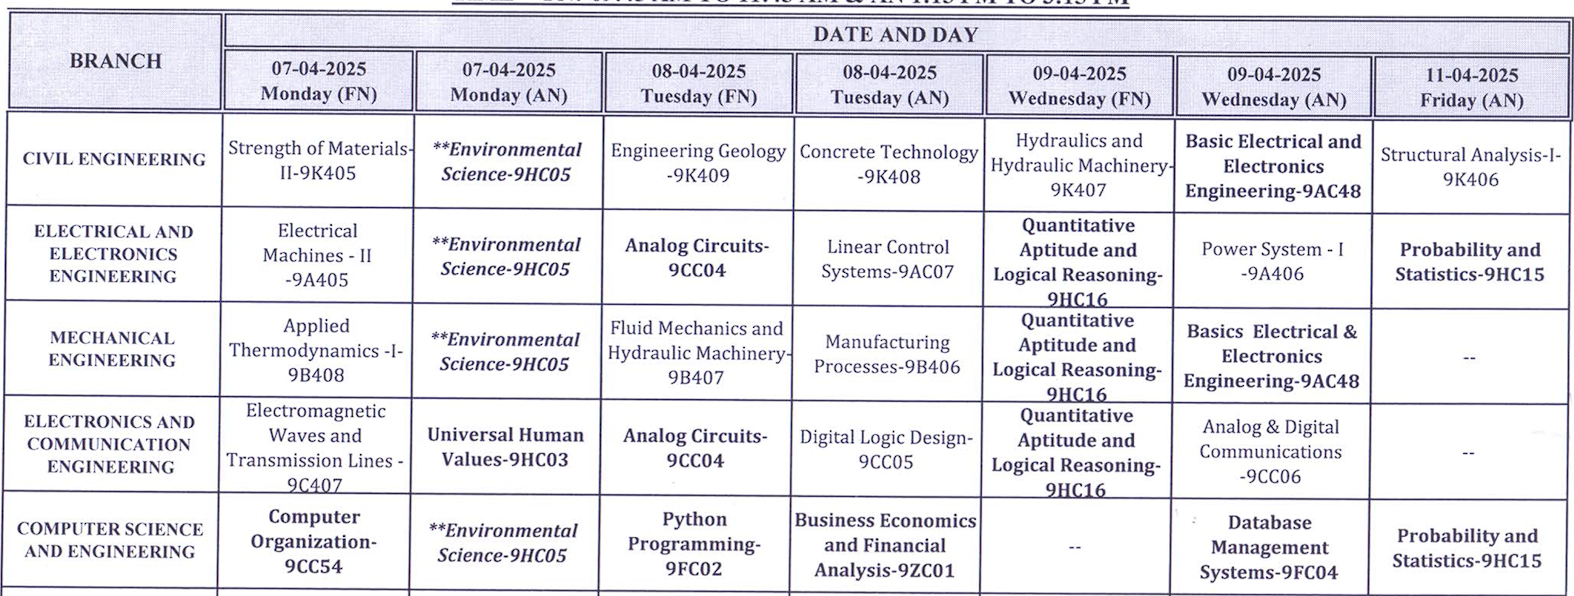 DATE AND DAY
BRANCH
07-04-2025
Monday (FN)
07-04-2025
Monday (AN)
08-04-2025
Tuesday (FN)
08-04-2025
Tuesday (AN)
09-04-2025
Wednesday (FN)
09-04-2025
Wednesday (AN)
11-04-2025
Friday (AN)
CIVIL ENGINEERING
Strength of Materials-
II-9K405
**Environmental
Science-9HC05
Engineering Geology
-9K409
Concrete Technology
-9K408
Hydraulics and
Hydraulic Machinery-
9K407
Basic Electrical and
Electronics
Engineering-9AC48
Structural Analysis-I-
9K406
ELECTRICAL AND
ELECTRONICS
ENGINEERING
Electrical
Machines - II
-9A405
**Environmental
Science-9HC05
Analog Circuits-
9CC04
Linear Control
Systems-9AC07
Quantitative
Aptitude and
Logical Reasoning-
9HC16
Power System - I
-9A406
Probability and
Statistics-9HC15
MECHANICAL
ENGINEERING
Applied
Thermodynamics -I-
9B408
**Environmental
Science-9HC05
Fluid Mechanics and
Hydraulic Machinery-
9B407
Manufacturing
Processes-9B406
Quantitative
Aptitude and
Logical Reasoning-
9HC16
Basics Electrical &
Electronics
Engineering-9AC48
--
ELECTRONICS AND
COMMUNICATION
ENGINEERING
Electromagnetic
Waves and
Transmission Lines -
9C407
Universal Human
Values-9HC03
Analog Circuits-
9CC04
Digital Logic Design-
9CC05
Quantitative
Aptitude and
Logical Reasoning-
9HC16
Analog & Digital
Communications
-9CC06
--
COMPUTER SCIENCE
AND ENGINEERING
Computer
Organization-
9CC54
**Environmental
Science-9HC05
Python
Programming-
9FC02
Business Economics
and Financial
Analysis-9ZC01
--
Database
Management
Systems-9FC04
Probability and
Statistics-9HC15